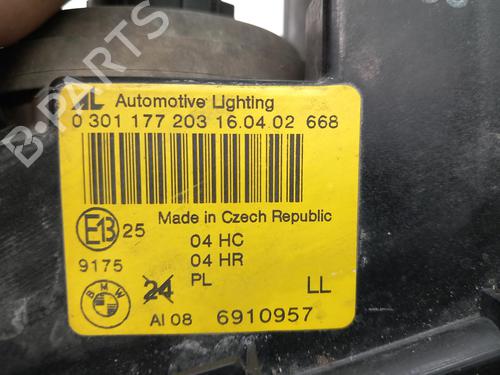 AL Automotive Lighting
0 301 177 203 16.04.02 668
Made in Czech Republic
E13 25
04 HC
9175
04 HR
24 PL
LL
BMW
AI 08 6910957
B-PARTS